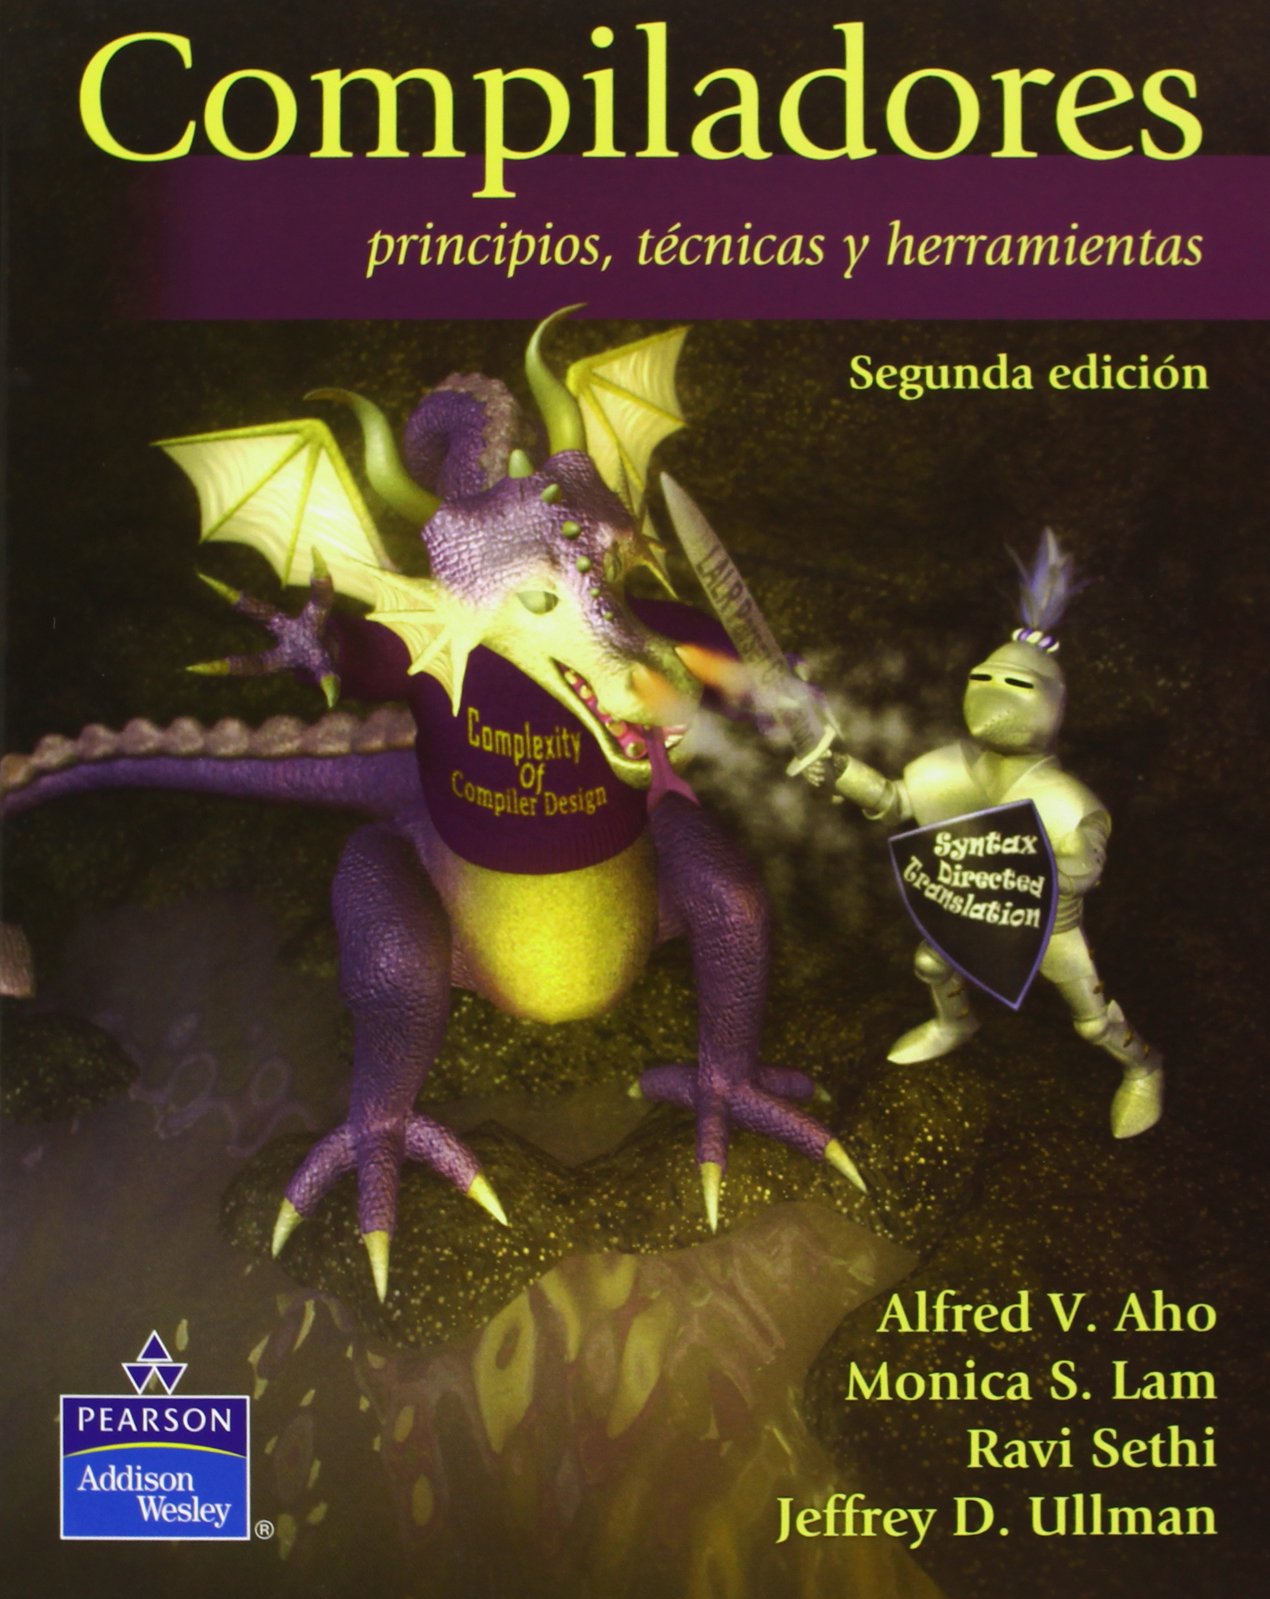 Compiladores
principios, técnicas y herramientas
Segunda edición
Complexity
Of
Compiler Design
Syntax
Directed
Translation
Alfred V. Aho
Monica S. Lam
Ravi Sethi
Jeffrey D. Ullman
PEARSON
Addison
Wesley
®